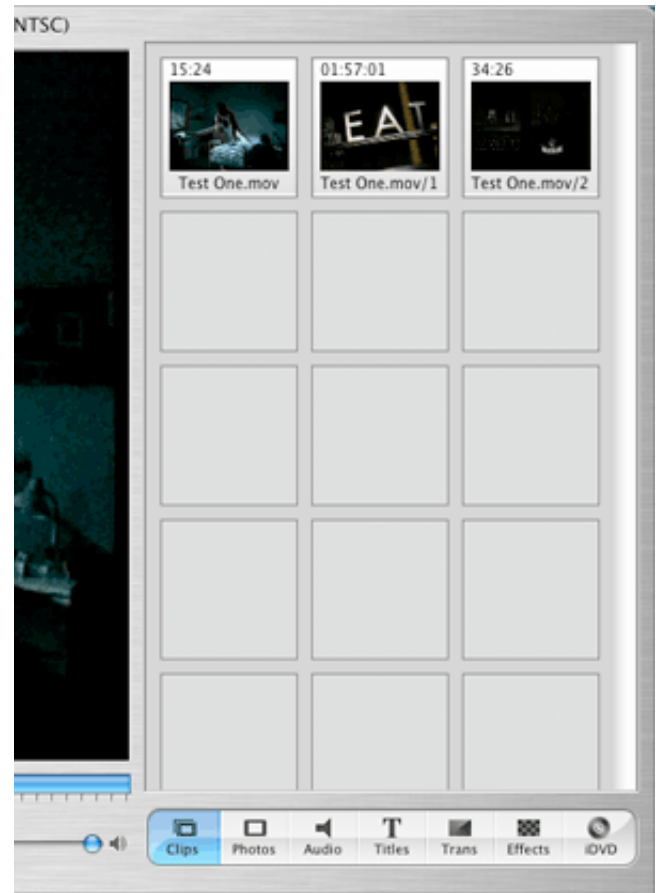 NTSC)
15:24 01:57:01 34:26
EAT
Test One.mov Test One.mov/1 Test One.mov/2
Clips Photos Audio Titles Trans Effects iDVD